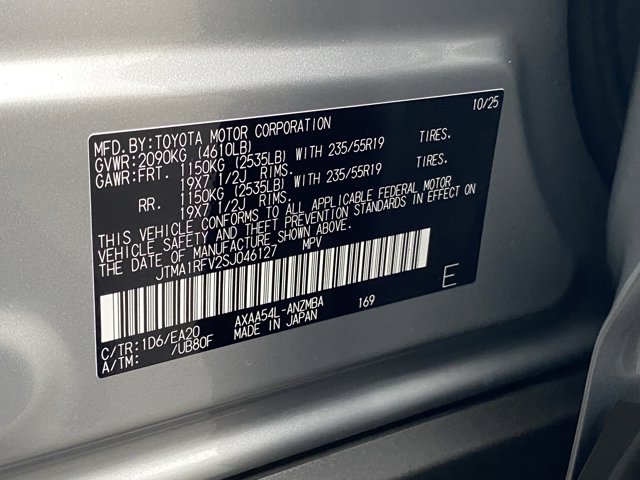 10/25
MFD.BY:TOYOTA MOTOR CORPORATION
GVWR:2090KG (4610LB)
GAWR:FRT. 1150KG (2535LB) WITH 235/55R19 TIRES.
19X7 1/2J RIMS.
RR. 1150KG (2535LB) WITH 235/55R19 TIRES.
19X7 1/2J RIMS.
THIS VEHICLE CONFORMS TO ALL APPLICABLE FEDERAL MOTOR
VEHICLE SAFETY AND THEFT PREVENTION STANDARDS IN EFFECT ON
THE DATE OF MANUFACTURE SHOWN ABOVE.
JTMA1RFV2SJ046127 MPV
AXAA54L-ANZMBA 169 E
C/TR:1D6/EA20 MADE IN JAPAN
A/TM: /UB80F